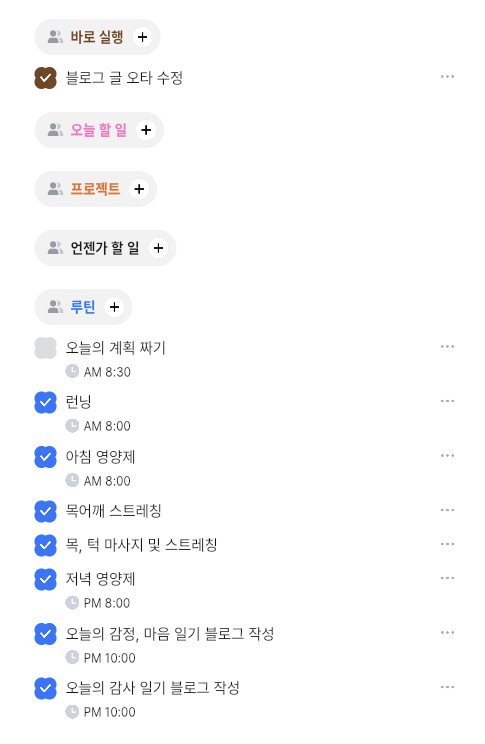 바로 실행 +
블로그 글 오타 수정
오늘 할 일 +
프로젝트 +
언젠가 할 일 +
루틴 +
오늘의 계획 짜기
AM 8:30
런닝
AM 8:00
아침 영양제
AM 8:00
목어깨 스트레칭
목, 턱 마사지 및 스트레칭
저녁 영양제
PM 8:00
오늘의 감정, 마음 일기 블로그 작성
PM 10:00
오늘의 감사 일기 블로그 작성
PM 10:00